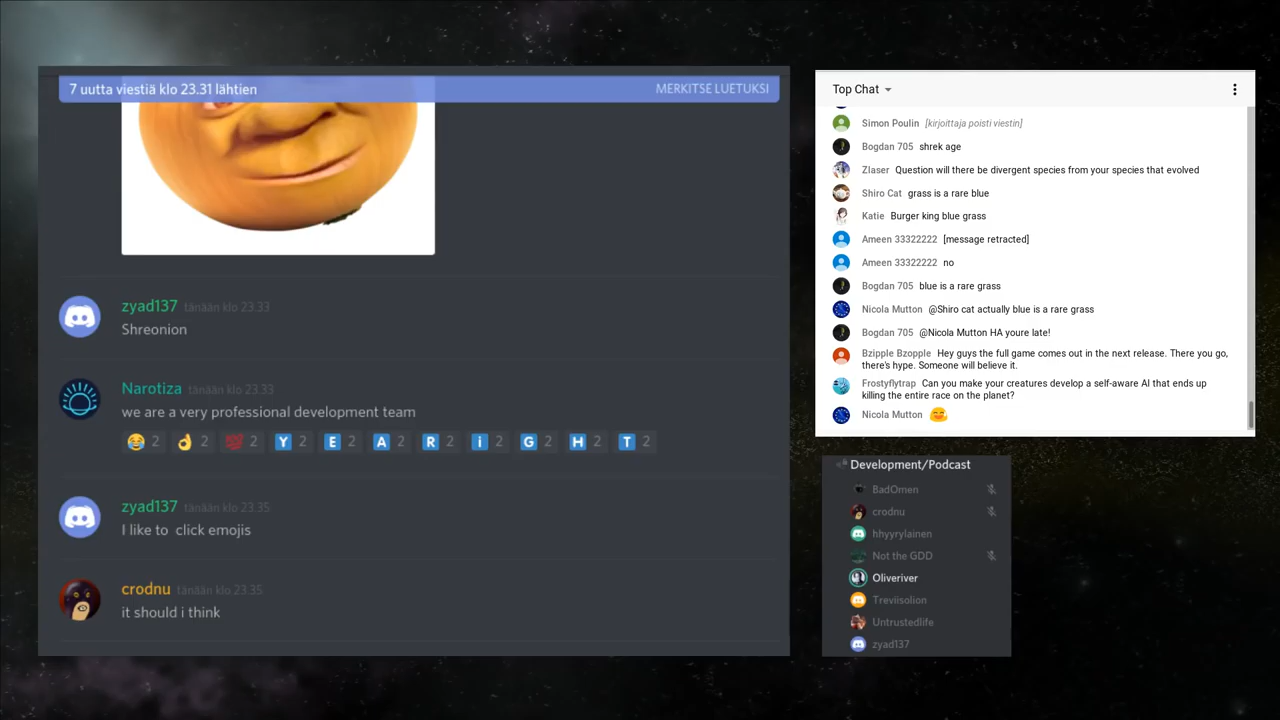 7 uutta viestiä klo 23.31 lähtien MERKITSE LUETUKSI
zyad137 tänään klo 23.33
Shreonion
Narotiza tänään klo 23.33
we are a very professional development team
😂 2 👌 2 💯 2 Y 2 E 2 A 2 R 2 i 2 G 2 H 2 T 2
zyad137 tänään klo 23.35
I like to click emojis
crodnu tänään klo 23.35
it should i think
Top Chat
Simon Poulin [kirjoittaja poisti viestin]
Bogdan 705 shrek age
Zlaser Question will there be divergent species from your species that evolved
Shiro Cat grass is a rare blue
Katie Burger king blue grass
Ameen 33322222 [message retracted]
Ameen 33322222 no
Bogdan 705 blue is a rare grass
Nicola Mutton @Shiro cat actually blue is a rare grass
Bogdan 705 @Nicola Mutton HA youre late!
Bzipple Bzopple Hey guys the full game comes out in the next release. There you go,
there's hype. Someone will believe it.
Frostyflytrap Can you make your creatures develop a self-aware AI that ends up
killing the entire race on the planet?
Nicola Mutton
Development/Podcast
BadOmen
crodnu
hhyyrylainen
Not the GDD
Oliveriver
Treviisolion
Untrustedlife
zyad137